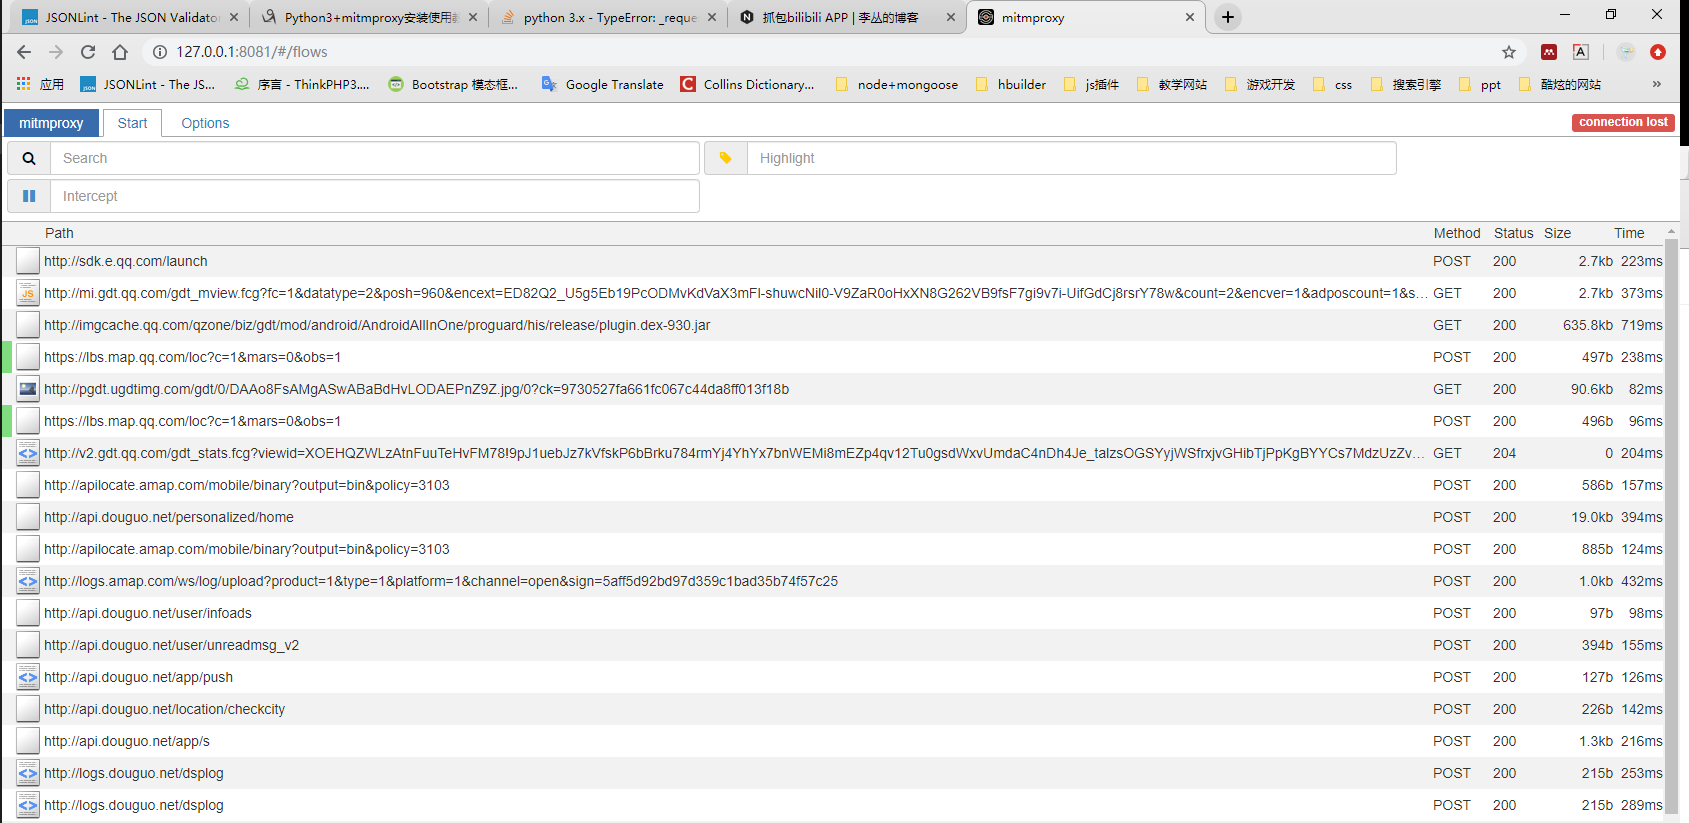 JSONLint - The JSON Validator
Python3+mitmproxy安装使用教
python 3.x - TypeError: _reque
抓包bilibili APP | 李丛的博客
mitmproxy
127.0.0.1:8081/#/flows
应用
JSONLint - The JS...
序言 - ThinkPHP3....
Bootstrap 模态框...
Google Translate
Collins Dictionary...
node+mongoose
hbuilder
js插件
教学网站
游戏开发
css
搜索引擎
ppt
酷炫的网站
»
mitmproxy
Start
Options
connection lost
Search
Highlight
Intercept
Path Method Status Size Time
http://sdk.e.qq.com/launch POST 200 2.7kb 223ms
http://mi.gdt.qq.com/gdt_mview.fcg?fc=1&datatype=2&posh=960&encext=ED82Q2_U5g5Eb19PcODMvKdVaX3mFI-shuwcNil0-V9ZaR0oHxXN8G262VB9fsF7gi9v7i-UifGdCj8rsrY78w&count=2&encver=1&adposcount=1&s... GET 200 2.7kb 373ms
http://imgcache.qq.com/qzone/biz/gdt/mod/android/AndroidAllInOne/proguard/his/release/plugin.dex-930.jar GET 200 635.8kb 719ms
https://lbs.map.qq.com/loc?c=1&mars=0&obs=1 POST 200 497b 238ms
http://pgdt.ugdtimg.com/gdt/0/DAAo8FsAMgASwABaBdHvLODAEPnZ9Z.jpg/0?ck=9730527fa661fc067c44da8ff013f18b GET 200 90.6kb 82ms
https://lbs.map.qq.com/loc?c=1&mars=0&obs=1 POST 200 496b 96ms
http://v2.gdt.qq.com/gdt_stats.fcg?viewid=XOEHQZWLzAtnFuuTeHvFM78!9pJ1uebJz7kVfskP6bBrku784rmYj4YhYx7bnWEMi8mEZp4qv12Tu0gsdWxvUmdaC4nDh4Je_talzsOGSYyjWSfrxjvGHibTjPpKgBYYCs7MdzUzZv... GET 204 0 204ms
http://apilocate.amap.com/mobile/binary?output=bin&policy=3103 POST 200 586b 157ms
http://api.douguo.net/personalized/home POST 200 19.0kb 394ms
http://apilocate.amap.com/mobile/binary?output=bin&policy=3103 POST 200 885b 124ms
http://logs.amap.com/ws/log/upload?product=1&type=1&platform=1&channel=open&sign=5aff5d92bd97d359c1bad35b74f57c25 POST 200 1.0kb 432ms
http://api.douguo.net/user/infoads POST 200 97b 98ms
http://api.douguo.net/user/unreadmsg_v2 POST 200 394b 155ms
http://api.douguo.net/app/push POST 200 127b 126ms
http://api.douguo.net/location/checkcity POST 200 226b 142ms
http://api.douguo.net/app/s POST 200 1.3kb 216ms
http://logs.douguo.net/dsplog POST 200 215b 253ms
http://logs.douguo.net/dsplog POST 200 215b 289ms